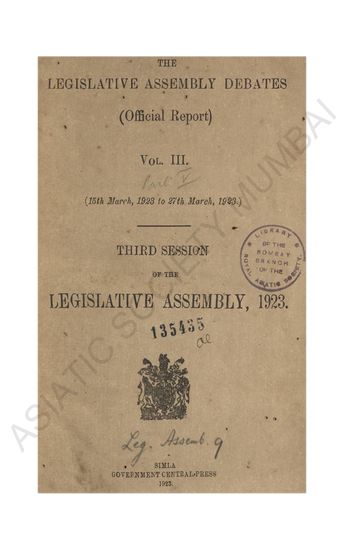 THE
LEGISLATIVE ASSEMBLY DEBATES
(Official Report)
VOL. III.
Part V
(15th March, 1923 to 27th March, 1923.)
THIRD SESSION
OF THE
LEGISLATIVE ASSEMBLY, 1923.
LIBRARY
OF THE
BOMBAY
BRANCH
OF THE
ROYAL ASIATIC SOCIETY.
135435
Leg. Assemb. 9
SIMLA
GOVERNMENT CENTRAL PRESS
1923.
ASIATIC SOCIETY MUMBAI